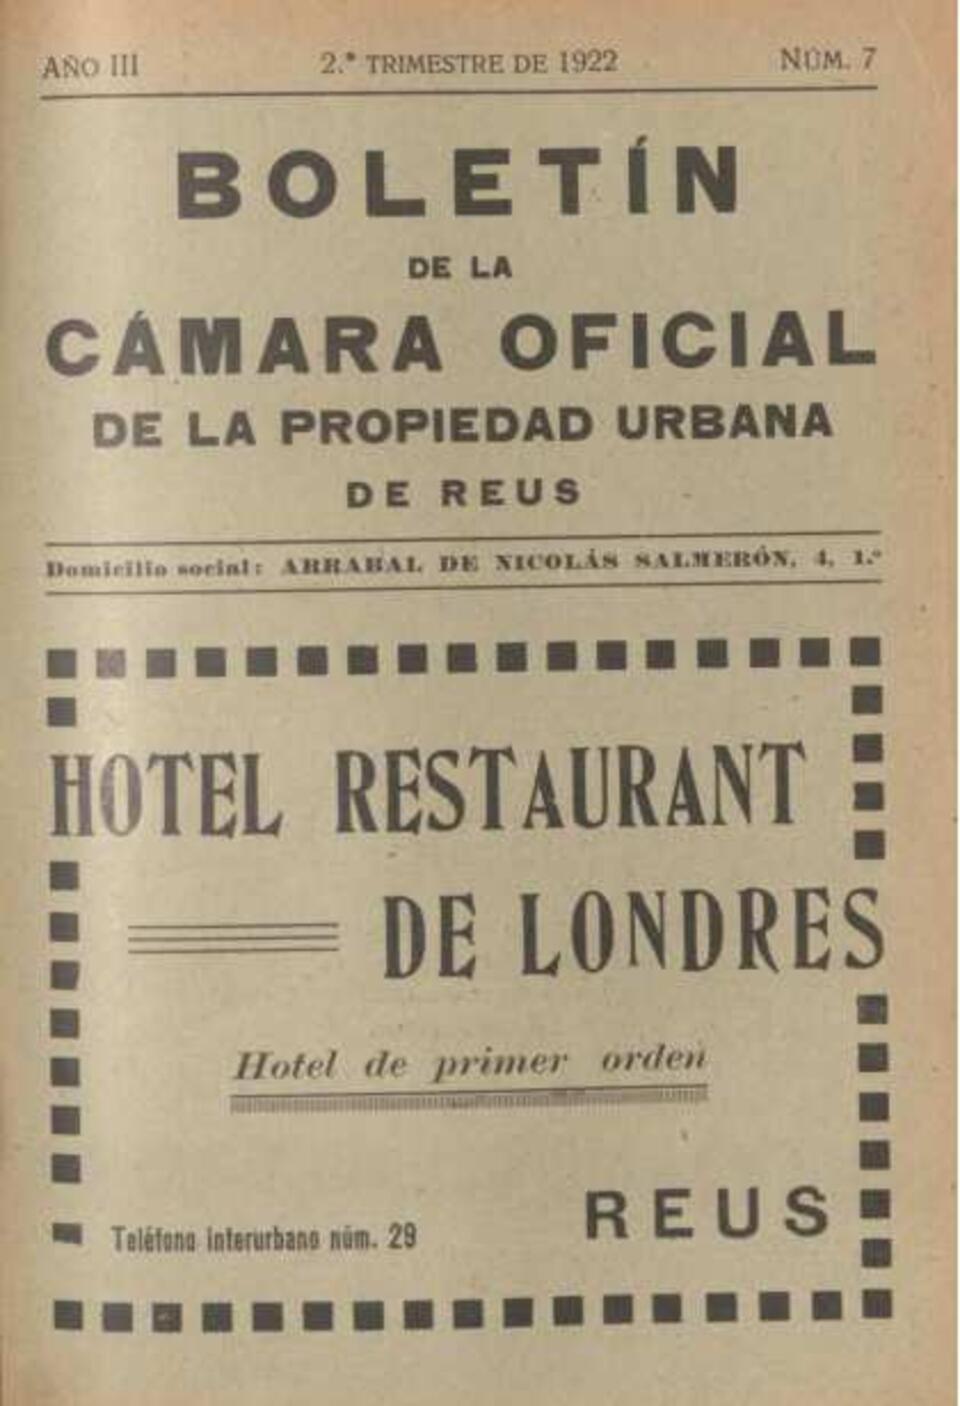 AÑO III 2.º TRIMESTRE DE 1922 NÚM. 7
BOLETÍN
DE LA
CÁMARA OFICIAL
DE LA PROPIEDAD URBANA
DE REUS
Domicilio social: ARRABAL DE NICOLÁS SALMERÓN, 4, 1.º
HOTEL RESTAURANT
DE LONDRES
Hotel de primer orden
REUS
Teléfono interurbano núm. 29